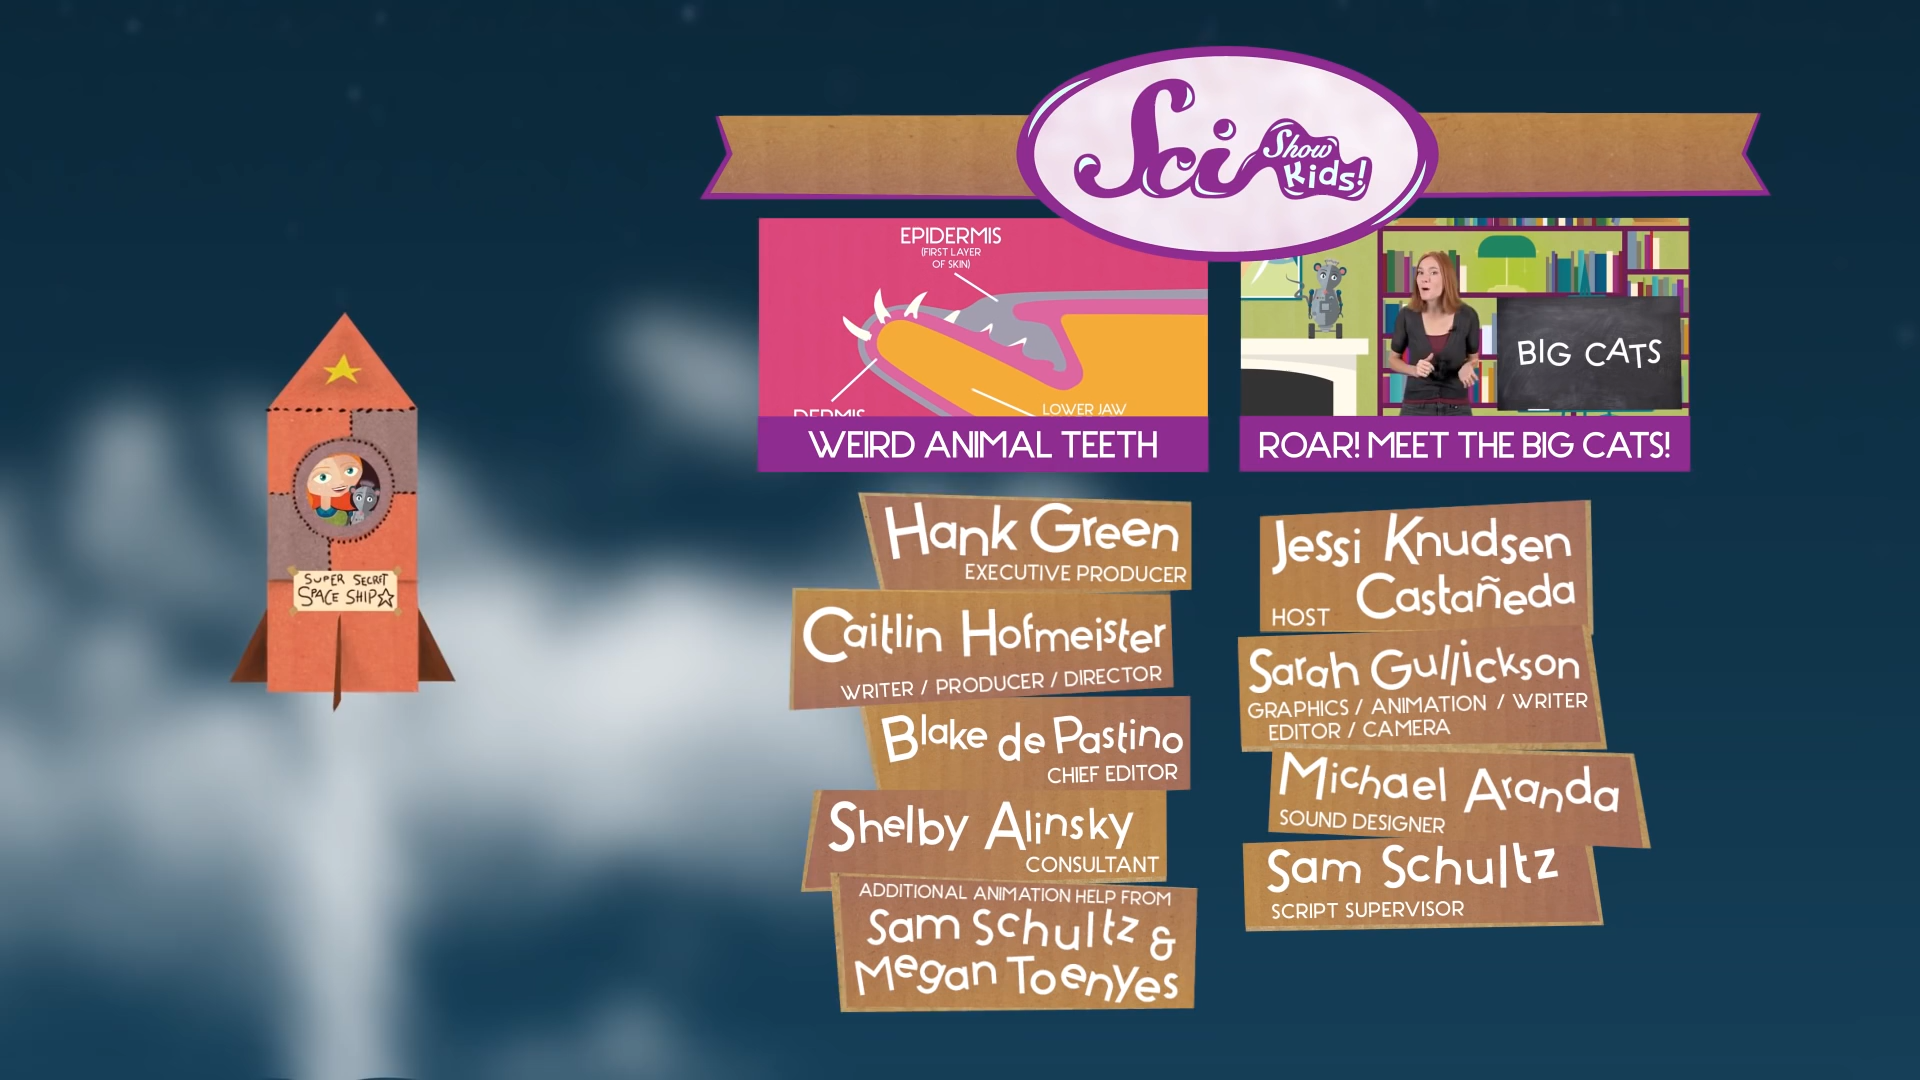 Sci
Show
Kids!
EPIDERMIS
(FIRST LAYER
OF SKIN)
DERMIS
LOWER JAW
WEIRD ANIMAL TEETH
BIG CATS
ROAR! MEET THE BIG CATS!
SUPER SECRET
SPACE SHIP
Hank Green
EXECUTIVE PRODUCER
Caitlin Hofmeister
WRITER / PRODUCER / DIRECTOR
Blake de Pastino
CHIEF EDITOR
Shelby Alinsky
CONSULTANT
ADDITIONAL ANIMATION HELP FROM
Sam Schultz &
Megan Toenyes
Jessi Knudsen
Castañeda
HOST
Sarah Gullickson
GRAPHICS / ANIMATION / WRITER
EDITOR / CAMERA
Michael Aranda
SOUND DESIGNER
Sam Schultz
SCRIPT SUPERVISOR